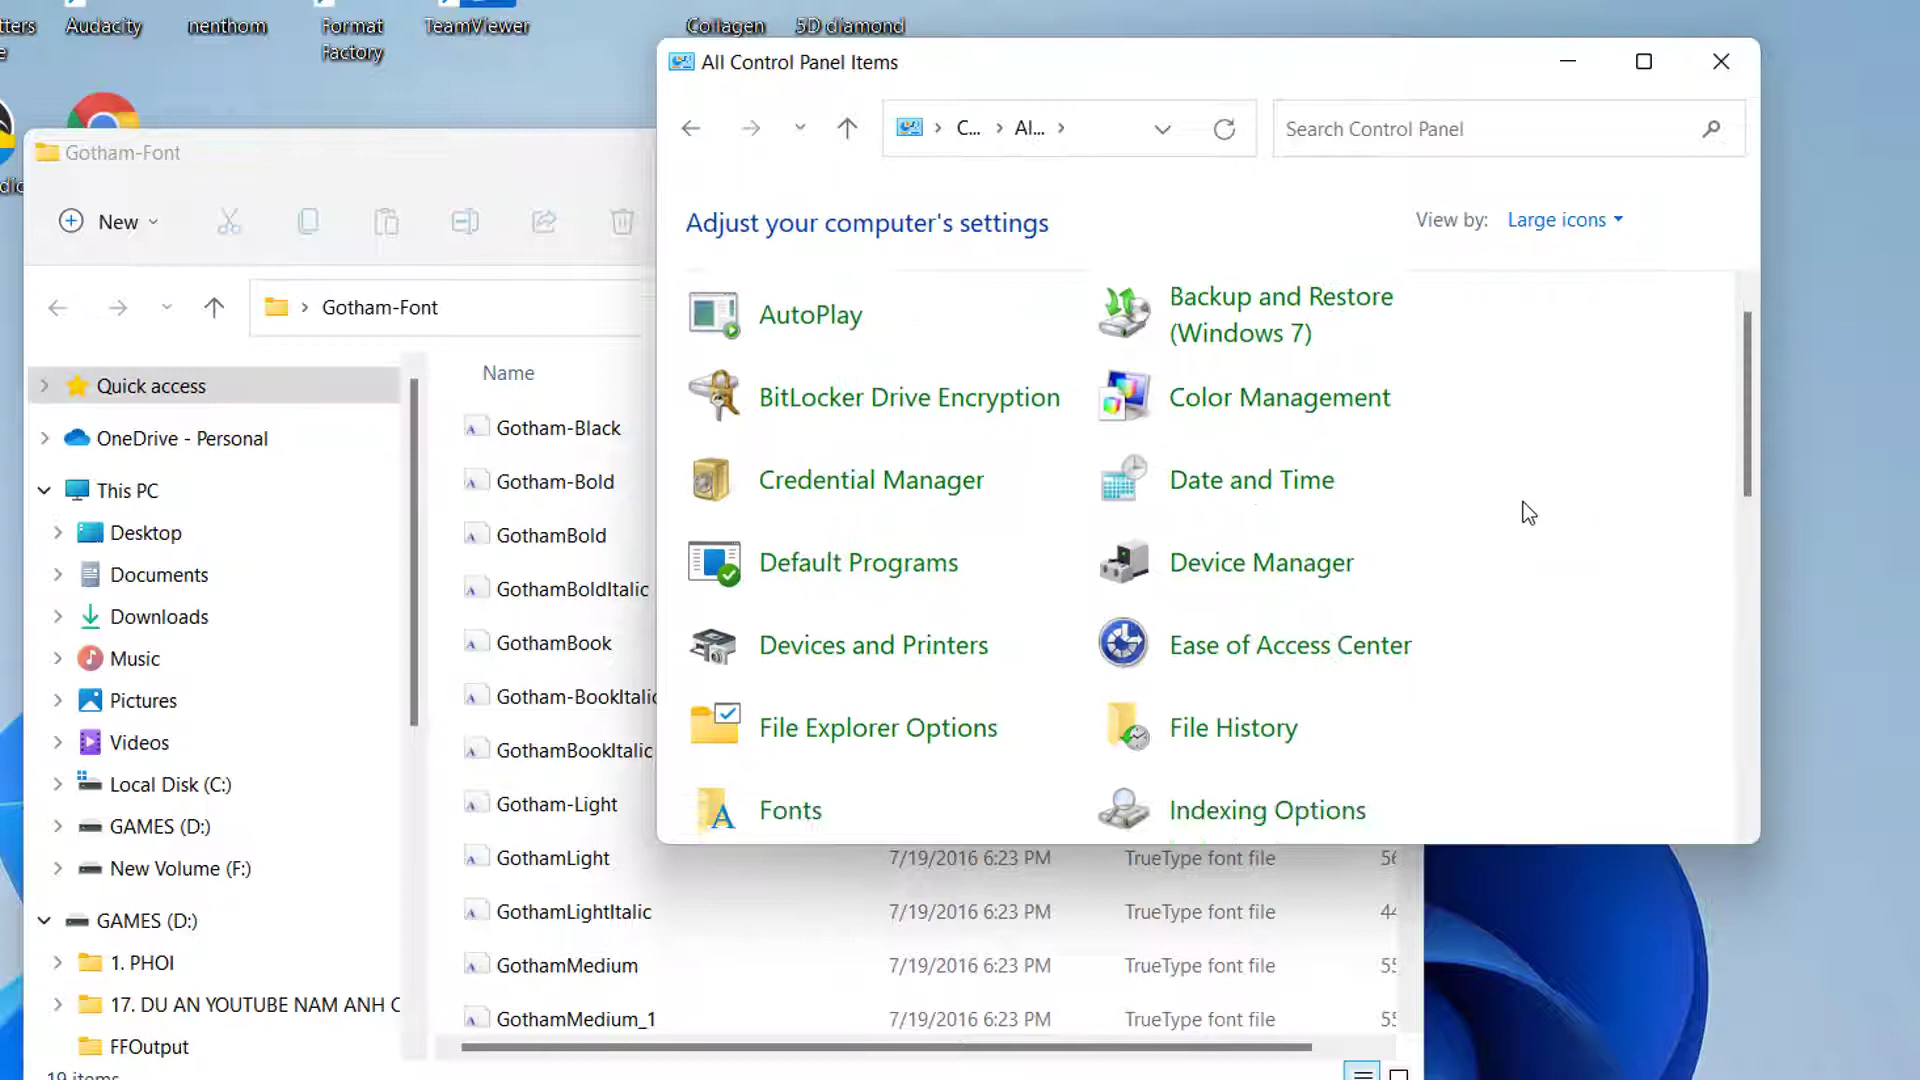 Audacity
nenthom
Format
Factory
TeamViewer
Collagen
5D diamond
Gotham-Font
New
Gotham-Font
Quick access
OneDrive - Personal
This PC
Desktop
Documents
Downloads
Music
Pictures
Videos
Local Disk (C:)
GAMES (D:)
New Volume (F:)
GAMES (D:)
1. PHOI
17. DU AN YOUTUBE NAM ANH C
FFOutput
19 items
Name
Gotham-Black
Gotham-Bold
GothamBold
GothamBoldItalic
GothamBook
Gotham-BookItalic
GothamBookItalic
Gotham-Light
GothamLight 7/19/2016 6:23 PM TrueType font file 56
GothamLightItalic 7/19/2016 6:23 PM TrueType font file 44
GothamMedium 7/19/2016 6:23 PM TrueType font file 55
GothamMedium_1 7/19/2016 6:23 PM TrueType font file 55
All Control Panel Items
C... Al...
Search Control Panel
Adjust your computer's settings
View by: Large icons
AutoPlay
Backup and Restore
(Windows 7)
BitLocker Drive Encryption
Color Management
Credential Manager
Date and Time
Default Programs
Device Manager
Devices and Printers
Ease of Access Center
File Explorer Options
File History
Fonts
Indexing Options